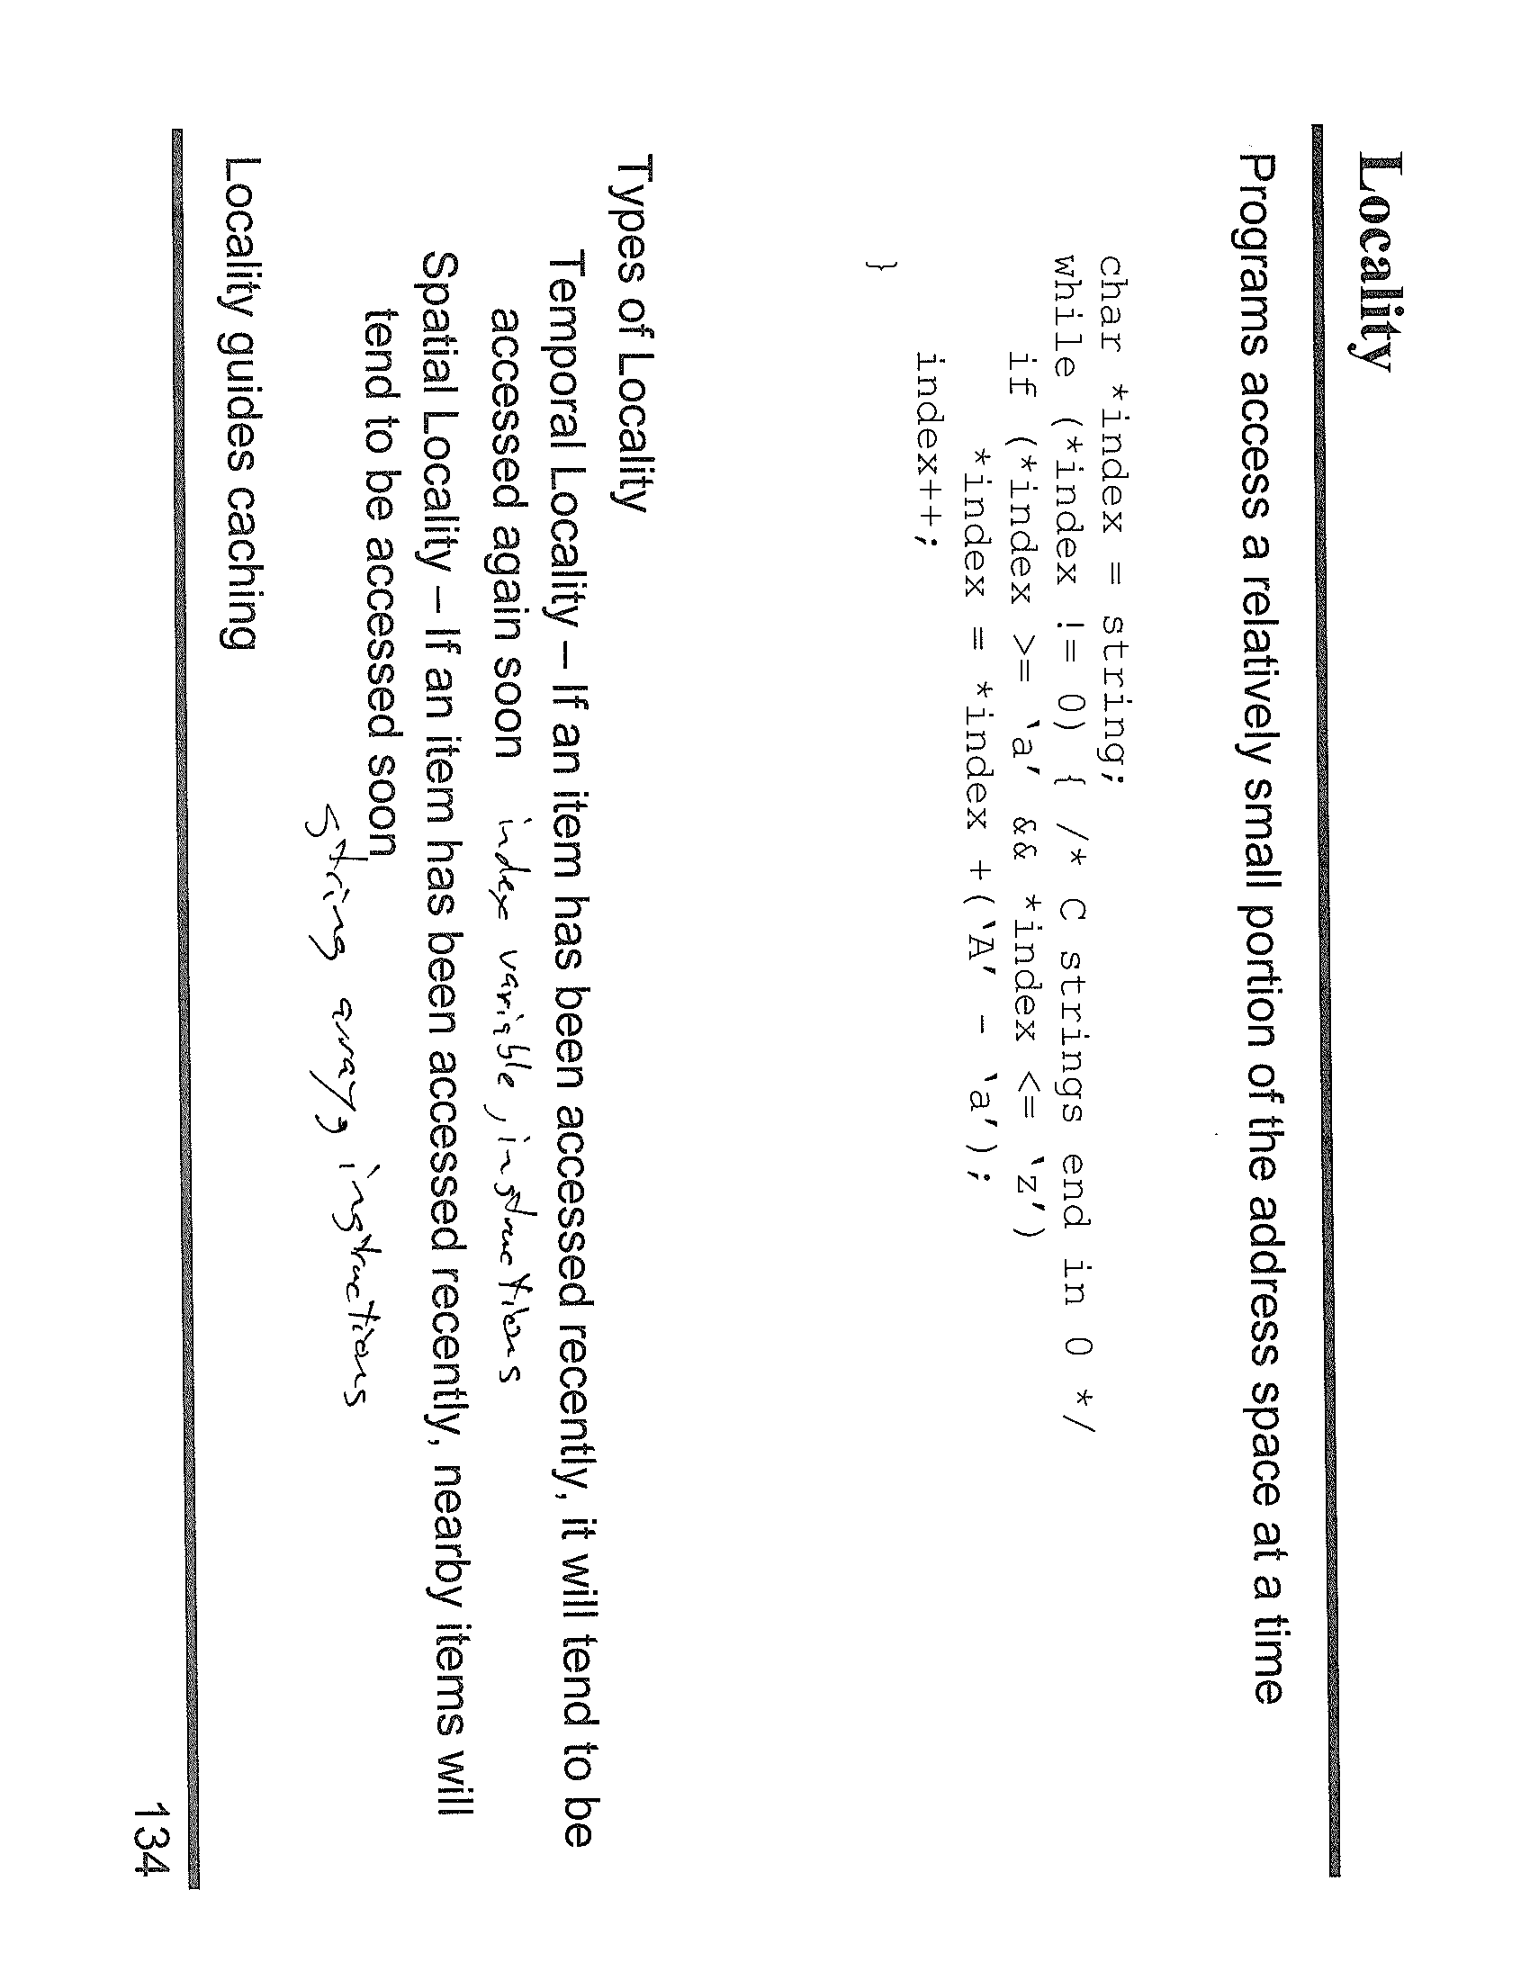 Locality
Programs access a relatively small portion of the address space at a time
char *index = string;
while (*index != 0) { /* C strings end in 0 */
if (*index >= ‘a’ && *index <= ‘z’)
*index = *index +(‘A’ - ‘a’);
index++;
}
Types of Locality
Temporal Locality – If an item has been accessed recently, it will tend to be
accessed again soon index variable, instructions
Spatial Locality – If an item has been accessed recently, nearby items will
tend to be accessed soon
string array, instructions
Locality guides caching
134